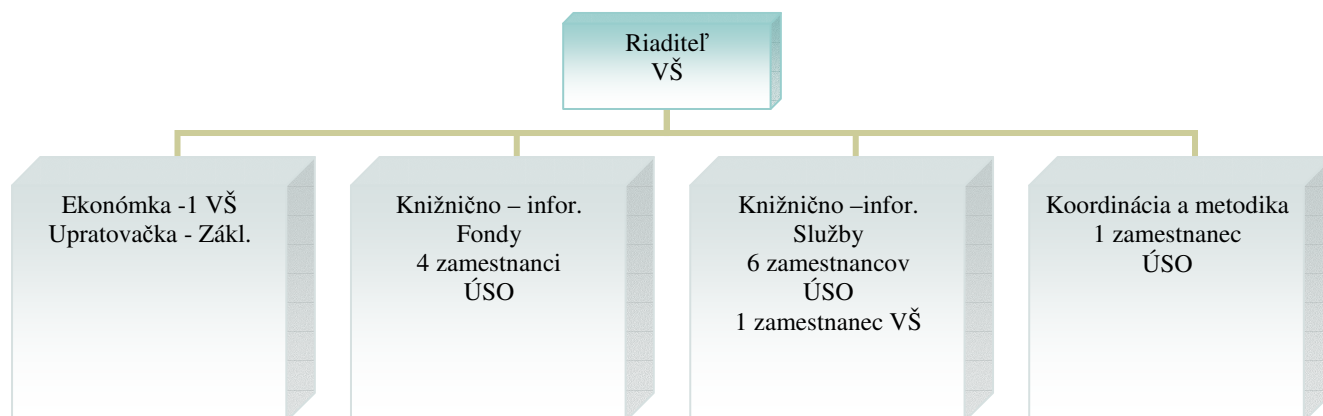 Riaditeľ
VŠ
Ekonómka -1 VŠ
Upratovačka - Zákl.
Knižnično – infor.
Fondy
4 zamestnanci
ÚSO
Knižnično –infor.
Služby
6 zamestnancov
ÚSO
1 zamestnanec VŠ
Koordinácia a metodika
1 zamestnanec
ÚSO